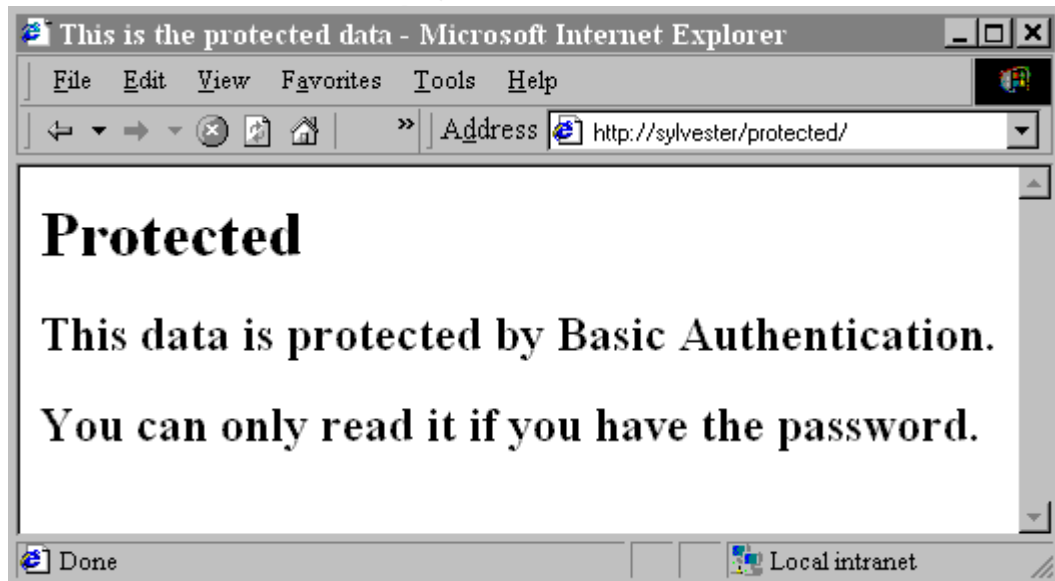 This is the protected data - Microsoft Internet Explorer
File Edit View Favorites Tools Help
» Address http://sylvester/protected/
Protected
This data is protected by Basic Authentication.
You can only read it if you have the password.
Done Local intranet